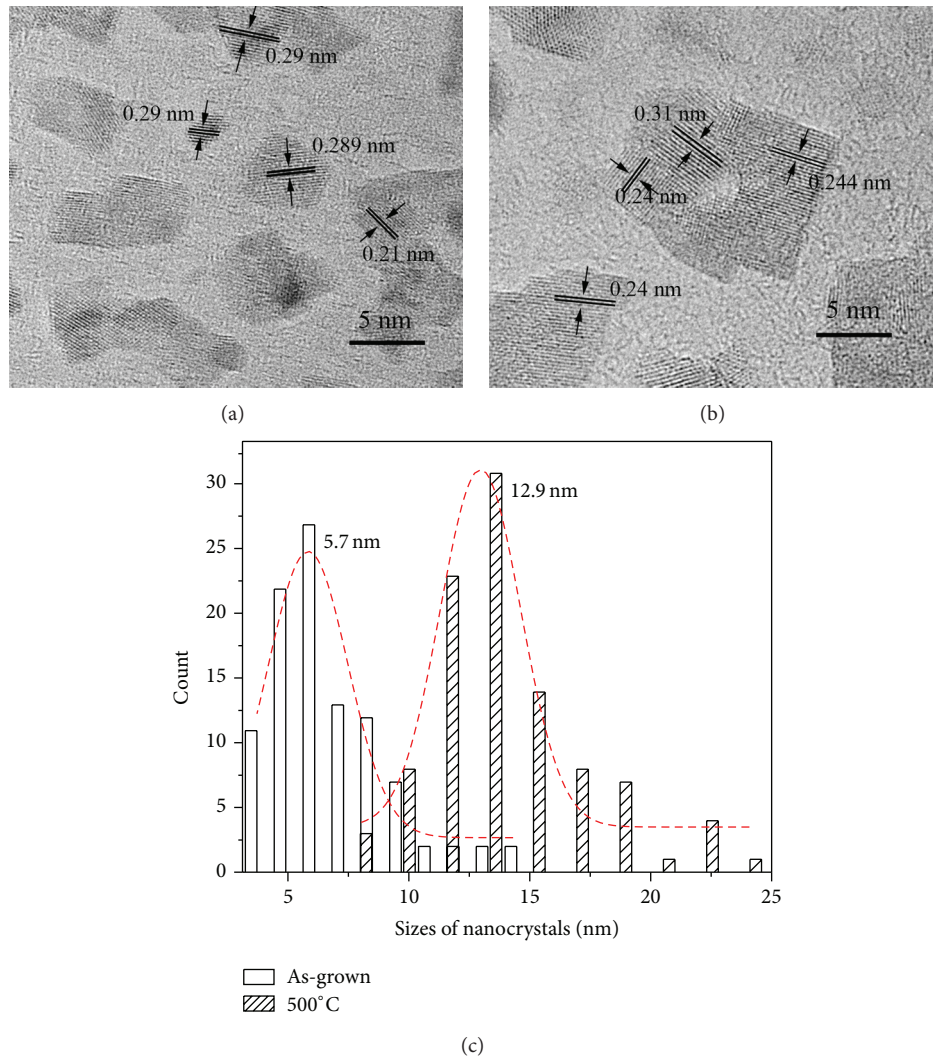 0.29 nm
0.29 nm
0.289 nm
0.21 nm
5 nm
(a)
0.31 nm
0.24 nm
0.244 nm
0.24 nm
5 nm
(b)
30
25
20
15
10
5
0
Count
5.7 nm
12.9 nm
5 10 15 20 25
Sizes of nanocrystals (nm)
As-grown
500°C
(c)